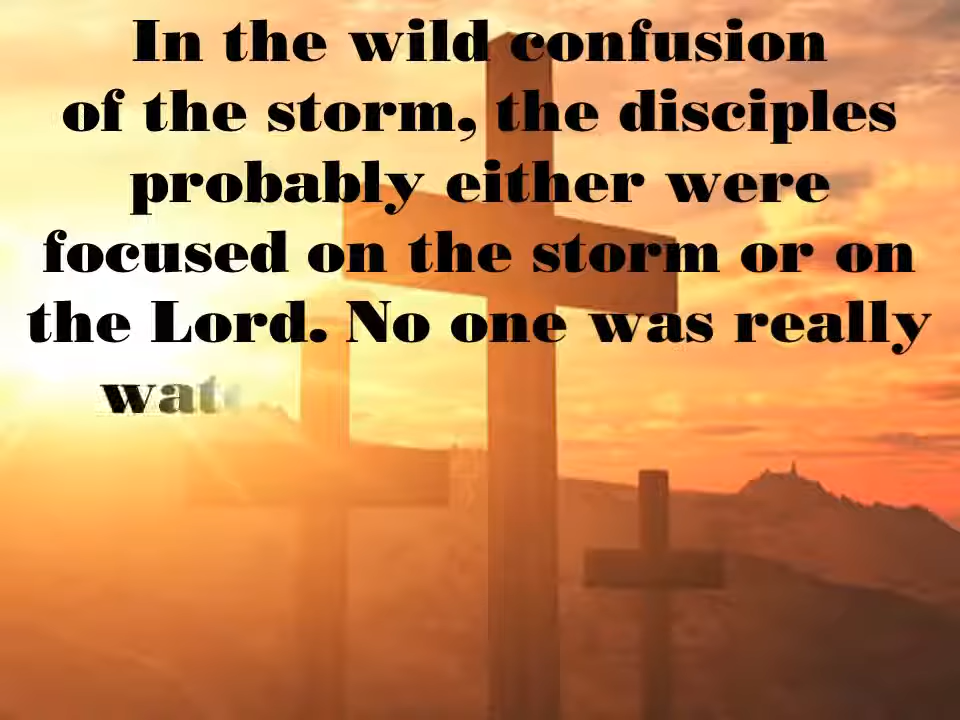 In the wild confusion
of the storm, the disciples
probably either were
focused on the storm or on
the Lord. No one was really